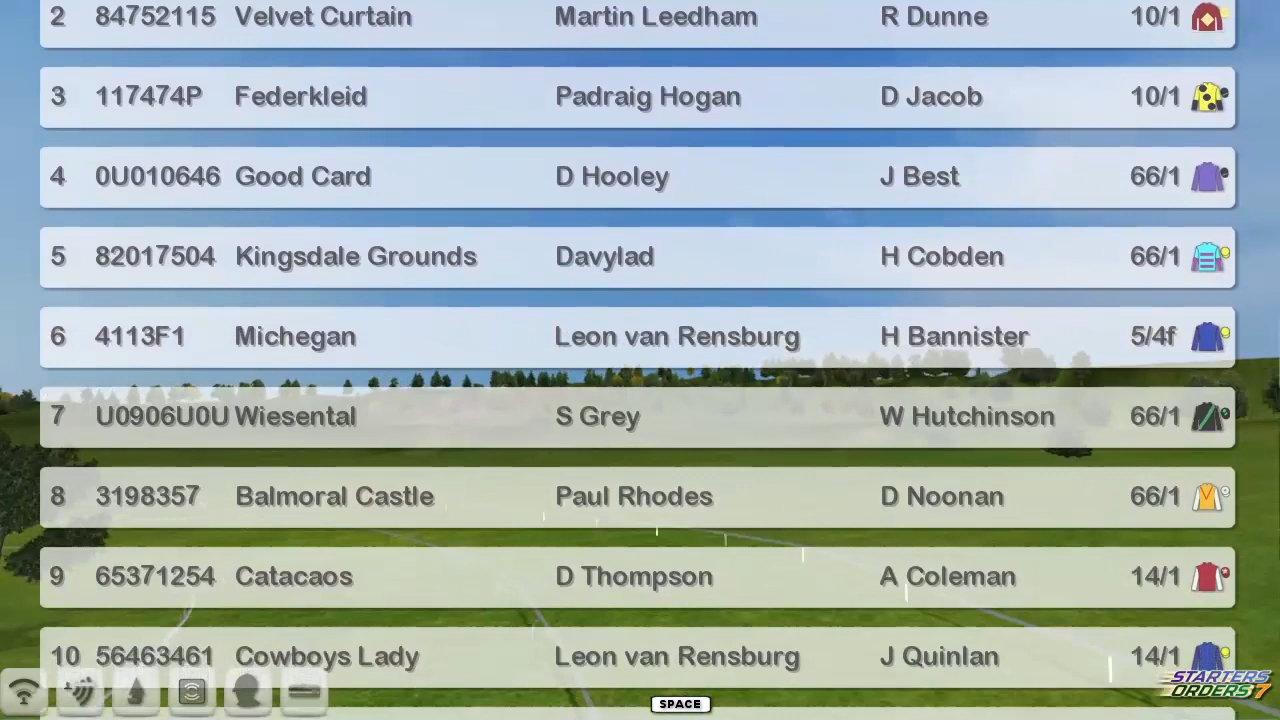 2 84752115 Velvet Curtain Martin Leedham R Dunne 10/1
3 117474P Federkleid Padraig Hogan D Jacob 10/1
4 0U010646 Good Card D Hooley J Best 66/1
5 82017504 Kingsdale Grounds Davylad H Cobden 66/1
6 4113F1 Michegan Leon van Rensburg H Bannister 5/4f
7 U0906U0U Wiesental S Grey W Hutchinson 66/1
8 3198357 Balmoral Castle Paul Rhodes D Noonan 66/1
9 65371254 Catacaos D Thompson A Coleman 14/1
10 56463461 Cowboys Lady Leon van Rensburg J Quinlan 14/1
STARTERS
ORDERS 7
SPACE